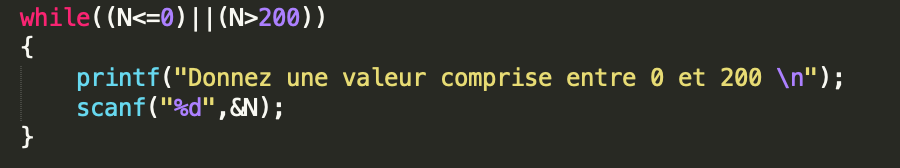 while((N<=0)||(N>200))
{
    printf("Donnez une valeur comprise entre 0 et 200 \n");
    scanf("%d",&N);
}